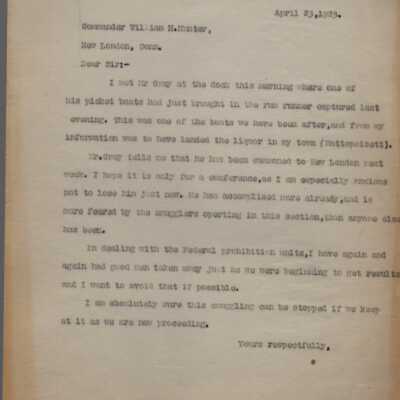 April 23, 1925.
Commander William H.Munter,
New London, Conn.
Dear Sir:-
I met Mr Gray at the dock this morning where one of
his picket boats had just brought in the rum runner captured last
evening. This was one of the boats we have been after,and from my
information was to have landed the liquor in my town (Mattapoisett).
Mr.Gray tells me that he has been summoned to New London next
week. I hope it is only for a conference,as I am especially anxious
not to lose him just now. He has accomplised more already,and is
more feared by the smugglers operting in this section,than anyone else
has been.
In dealing with the Federal prohibition units,I have again and
again had good men taken away just as we were beginning to get results
and I want to avoid that if possible.
I am absolutely sure this smuggling can be stopped if we keep
at it as we are now proceeding.
Yours respectfully,